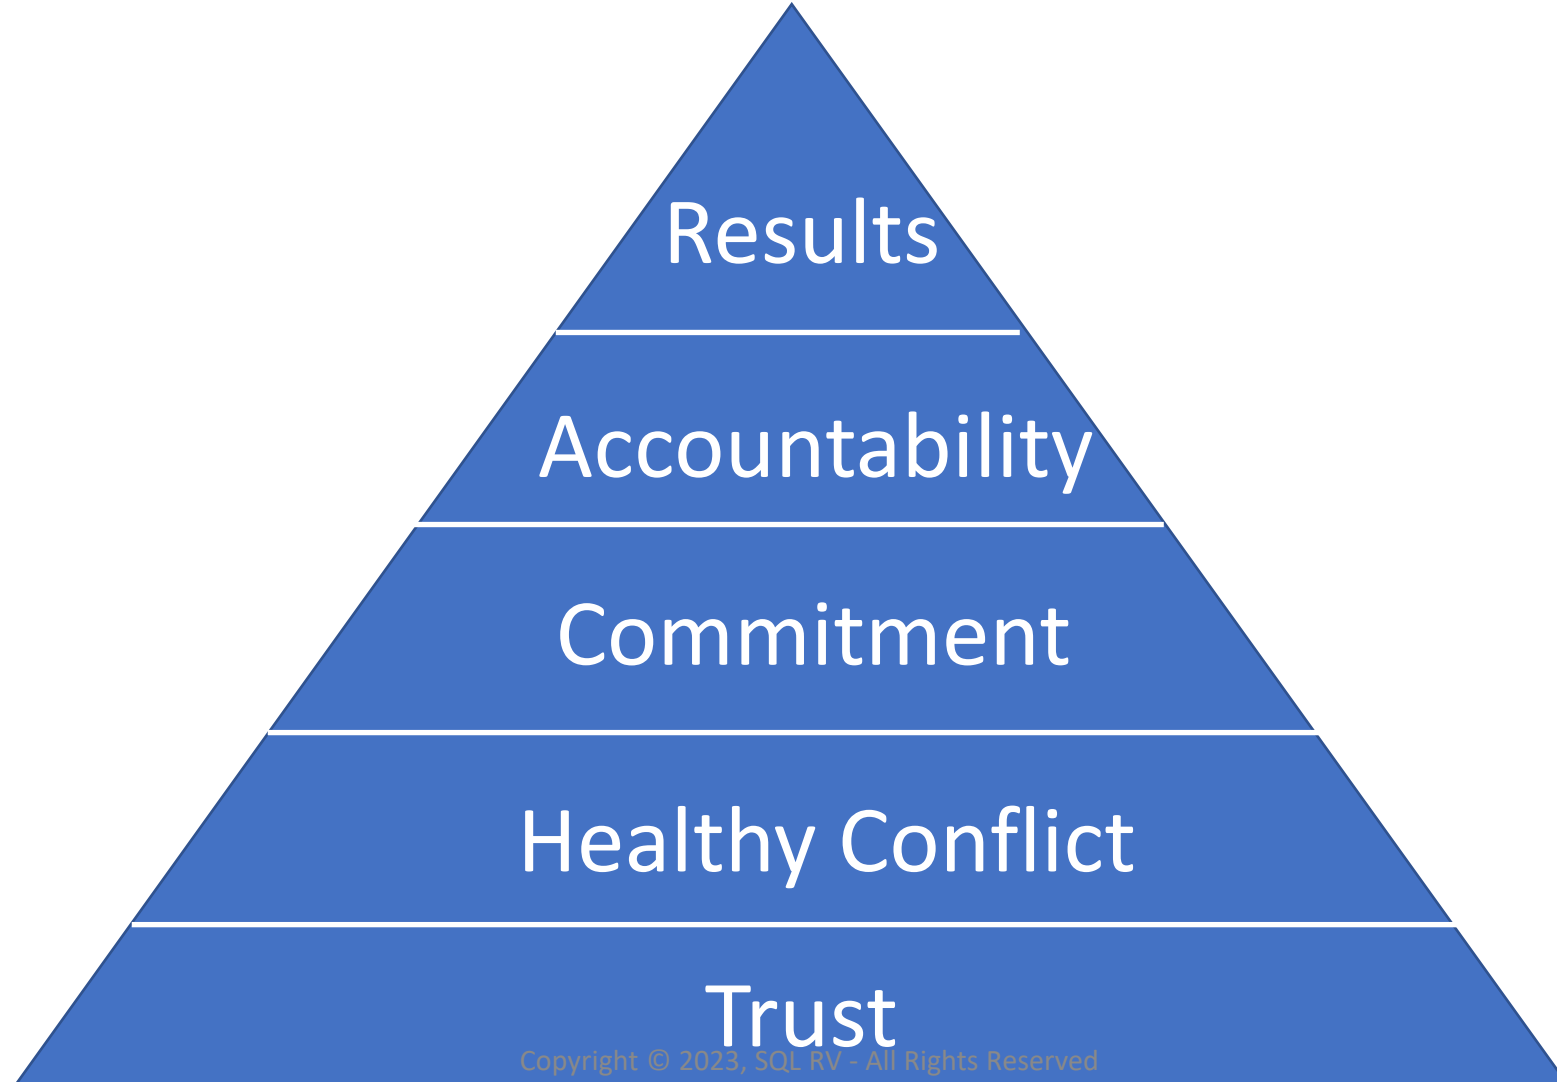 Results
Accountability
Commitment
Healthy Conflict
Trust
Copyright © 2023, SQL RV - All Rights Reserved